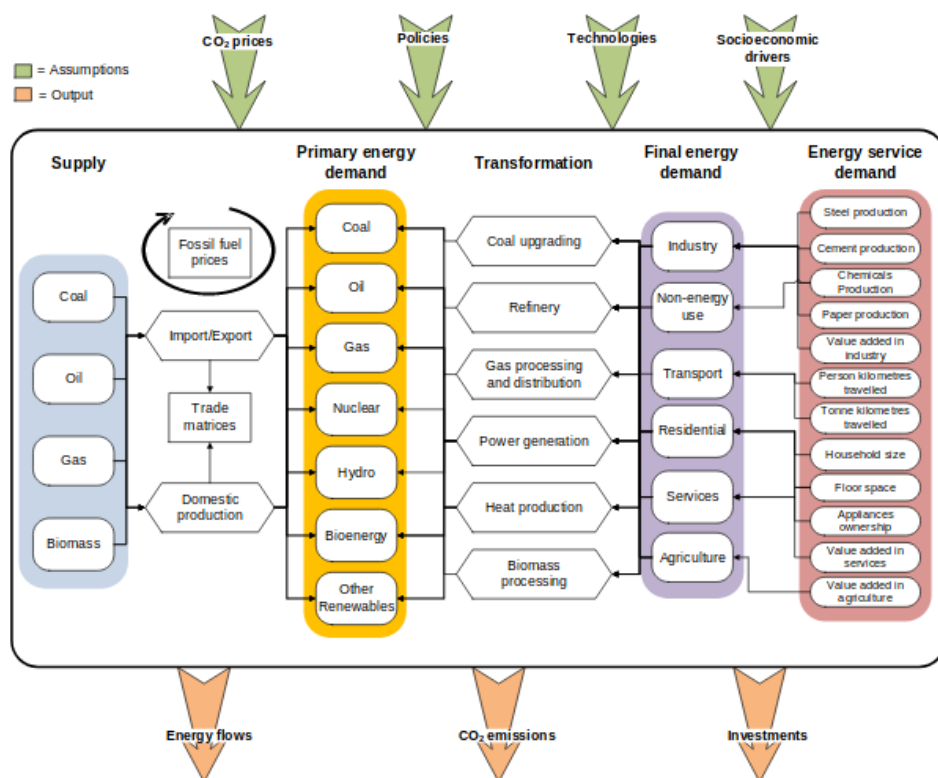 CO₂ prices
Policies
Technologies
Socioeconomic
drivers
= Assumptions
= Output
Supply
Primary energy
demand
Transformation
Final energy
demand
Energy service
demand
Fossil fuel
prices
Coal
Oil
Gas
Biomass
Import/Export
Trade
matrices
Domestic
production
Coal
Oil
Gas
Nuclear
Hydro
Bioenergy
Other
Renewables
Coal upgrading
Refinery
Gas processing
and distribution
Power generation
Heat production
Biomass
processing
Industry
Non-energy
use
Transport
Residential
Services
Agriculture
Steel production
Cement production
Chemicals
Production
Paper production
Value added in
industry
Person kilometres
travelled
Tonne kilometres
travelled
Household size
Floor space
Appliances
ownership
Value added in
services
Value added in
agriculture
Energy flows
CO₂ emissions
Investments